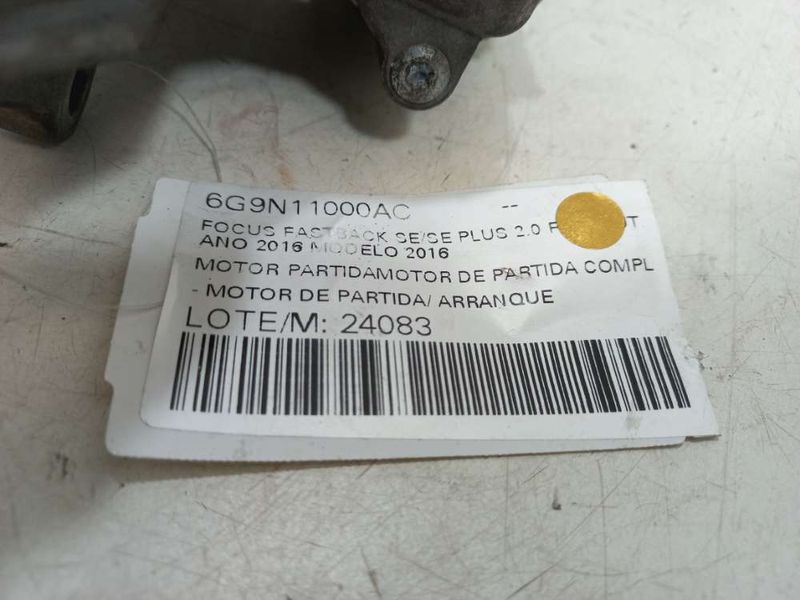 6G9N11000AC --
FOCUS FASTBACK SE/SE PLUS 2.0
ANO 2016 MODELO 2016
MOTOR PARTIDAMOTOR DE PARTIDA COMPL
- MOTOR DE PARTIDA/ ARRANQUE
LOTE/M: 24083